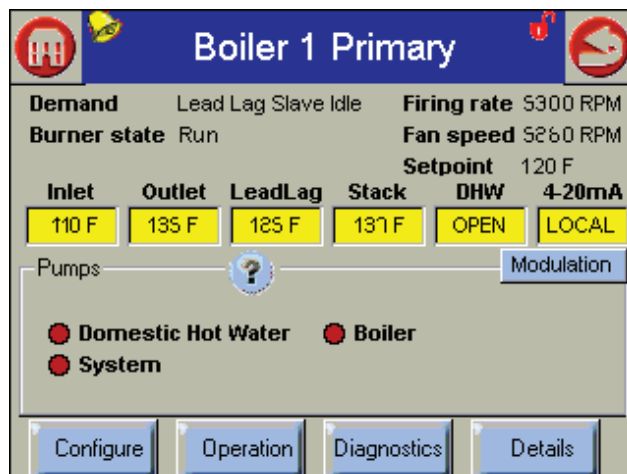 Boiler 1 Primary
Demand Lead Lag Slave Idle Firing rate 5300 RPM
Burner state Run Fan speed 5260 RPM
Setpoint 120 F
Inlet Outlet LeadLag Stack DHW 4-20mA
110 F 135 F F F OPEN LOCAL
Pumps ? Modulation
Domestic Hot Water Boiler
System
Configure Operation Diagnostics Details